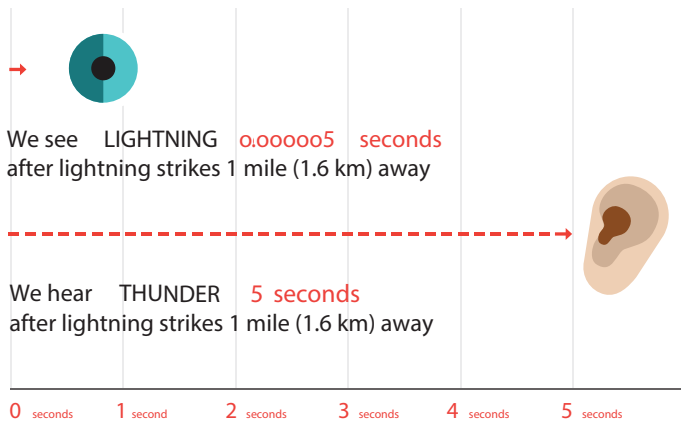 We see LIGHTNING 0.000005 seconds
after lightning strikes 1 mile (1.6 km) away
We hear THUNDER 5 seconds
after lightning strikes 1 mile (1.6 km) away
0 seconds 1 second 2 seconds 3 seconds 4 seconds 5 seconds